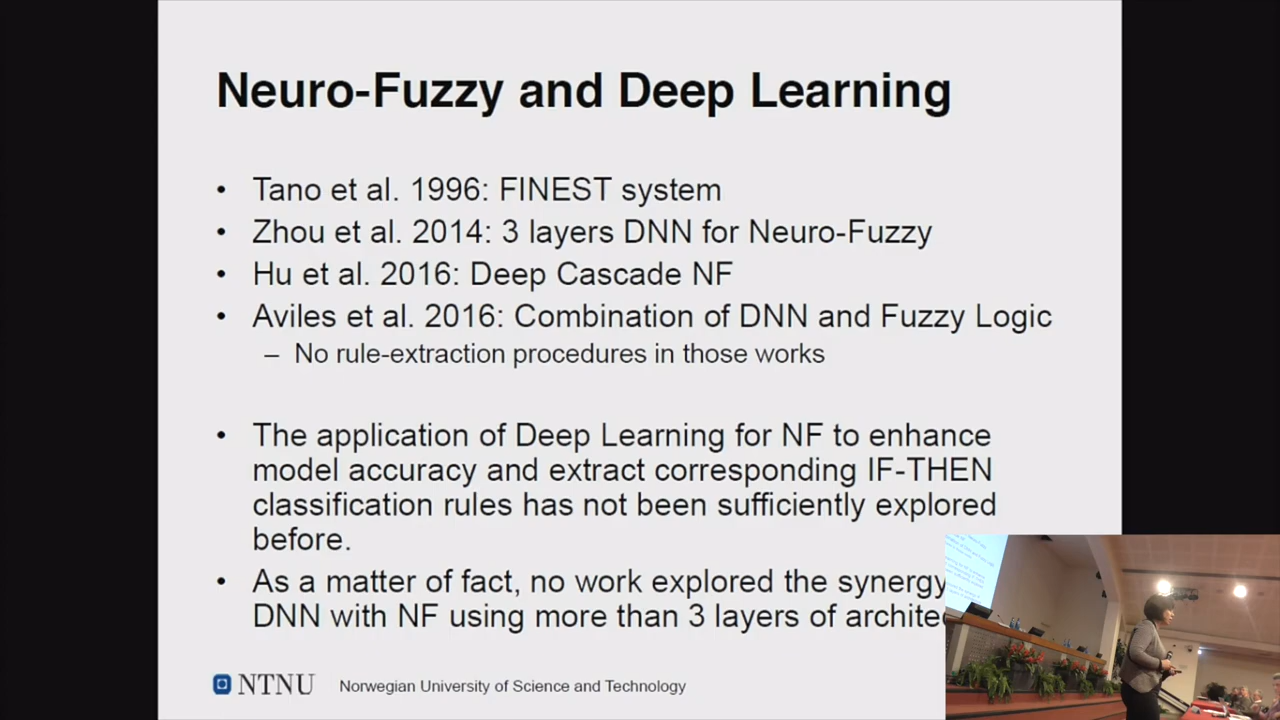 Neuro-Fuzzy and Deep Learning
• Tano et al. 1996: FINEST system
• Zhou et al. 2014: 3 layers DNN for Neuro-Fuzzy
• Hu et al. 2016: Deep Cascade NF
• Aviles et al. 2016: Combination of DNN and Fuzzy Logic
– No rule-extraction procedures in those works
• The application of Deep Learning for NF to enhance
model accuracy and extract corresponding IF-THEN
classification rules has not been sufficiently explored
before.
• As a matter of fact, no work explored the synergy
DNN with NF using more than 3 layers of archite
NTNU Norwegian University of Science and Technology